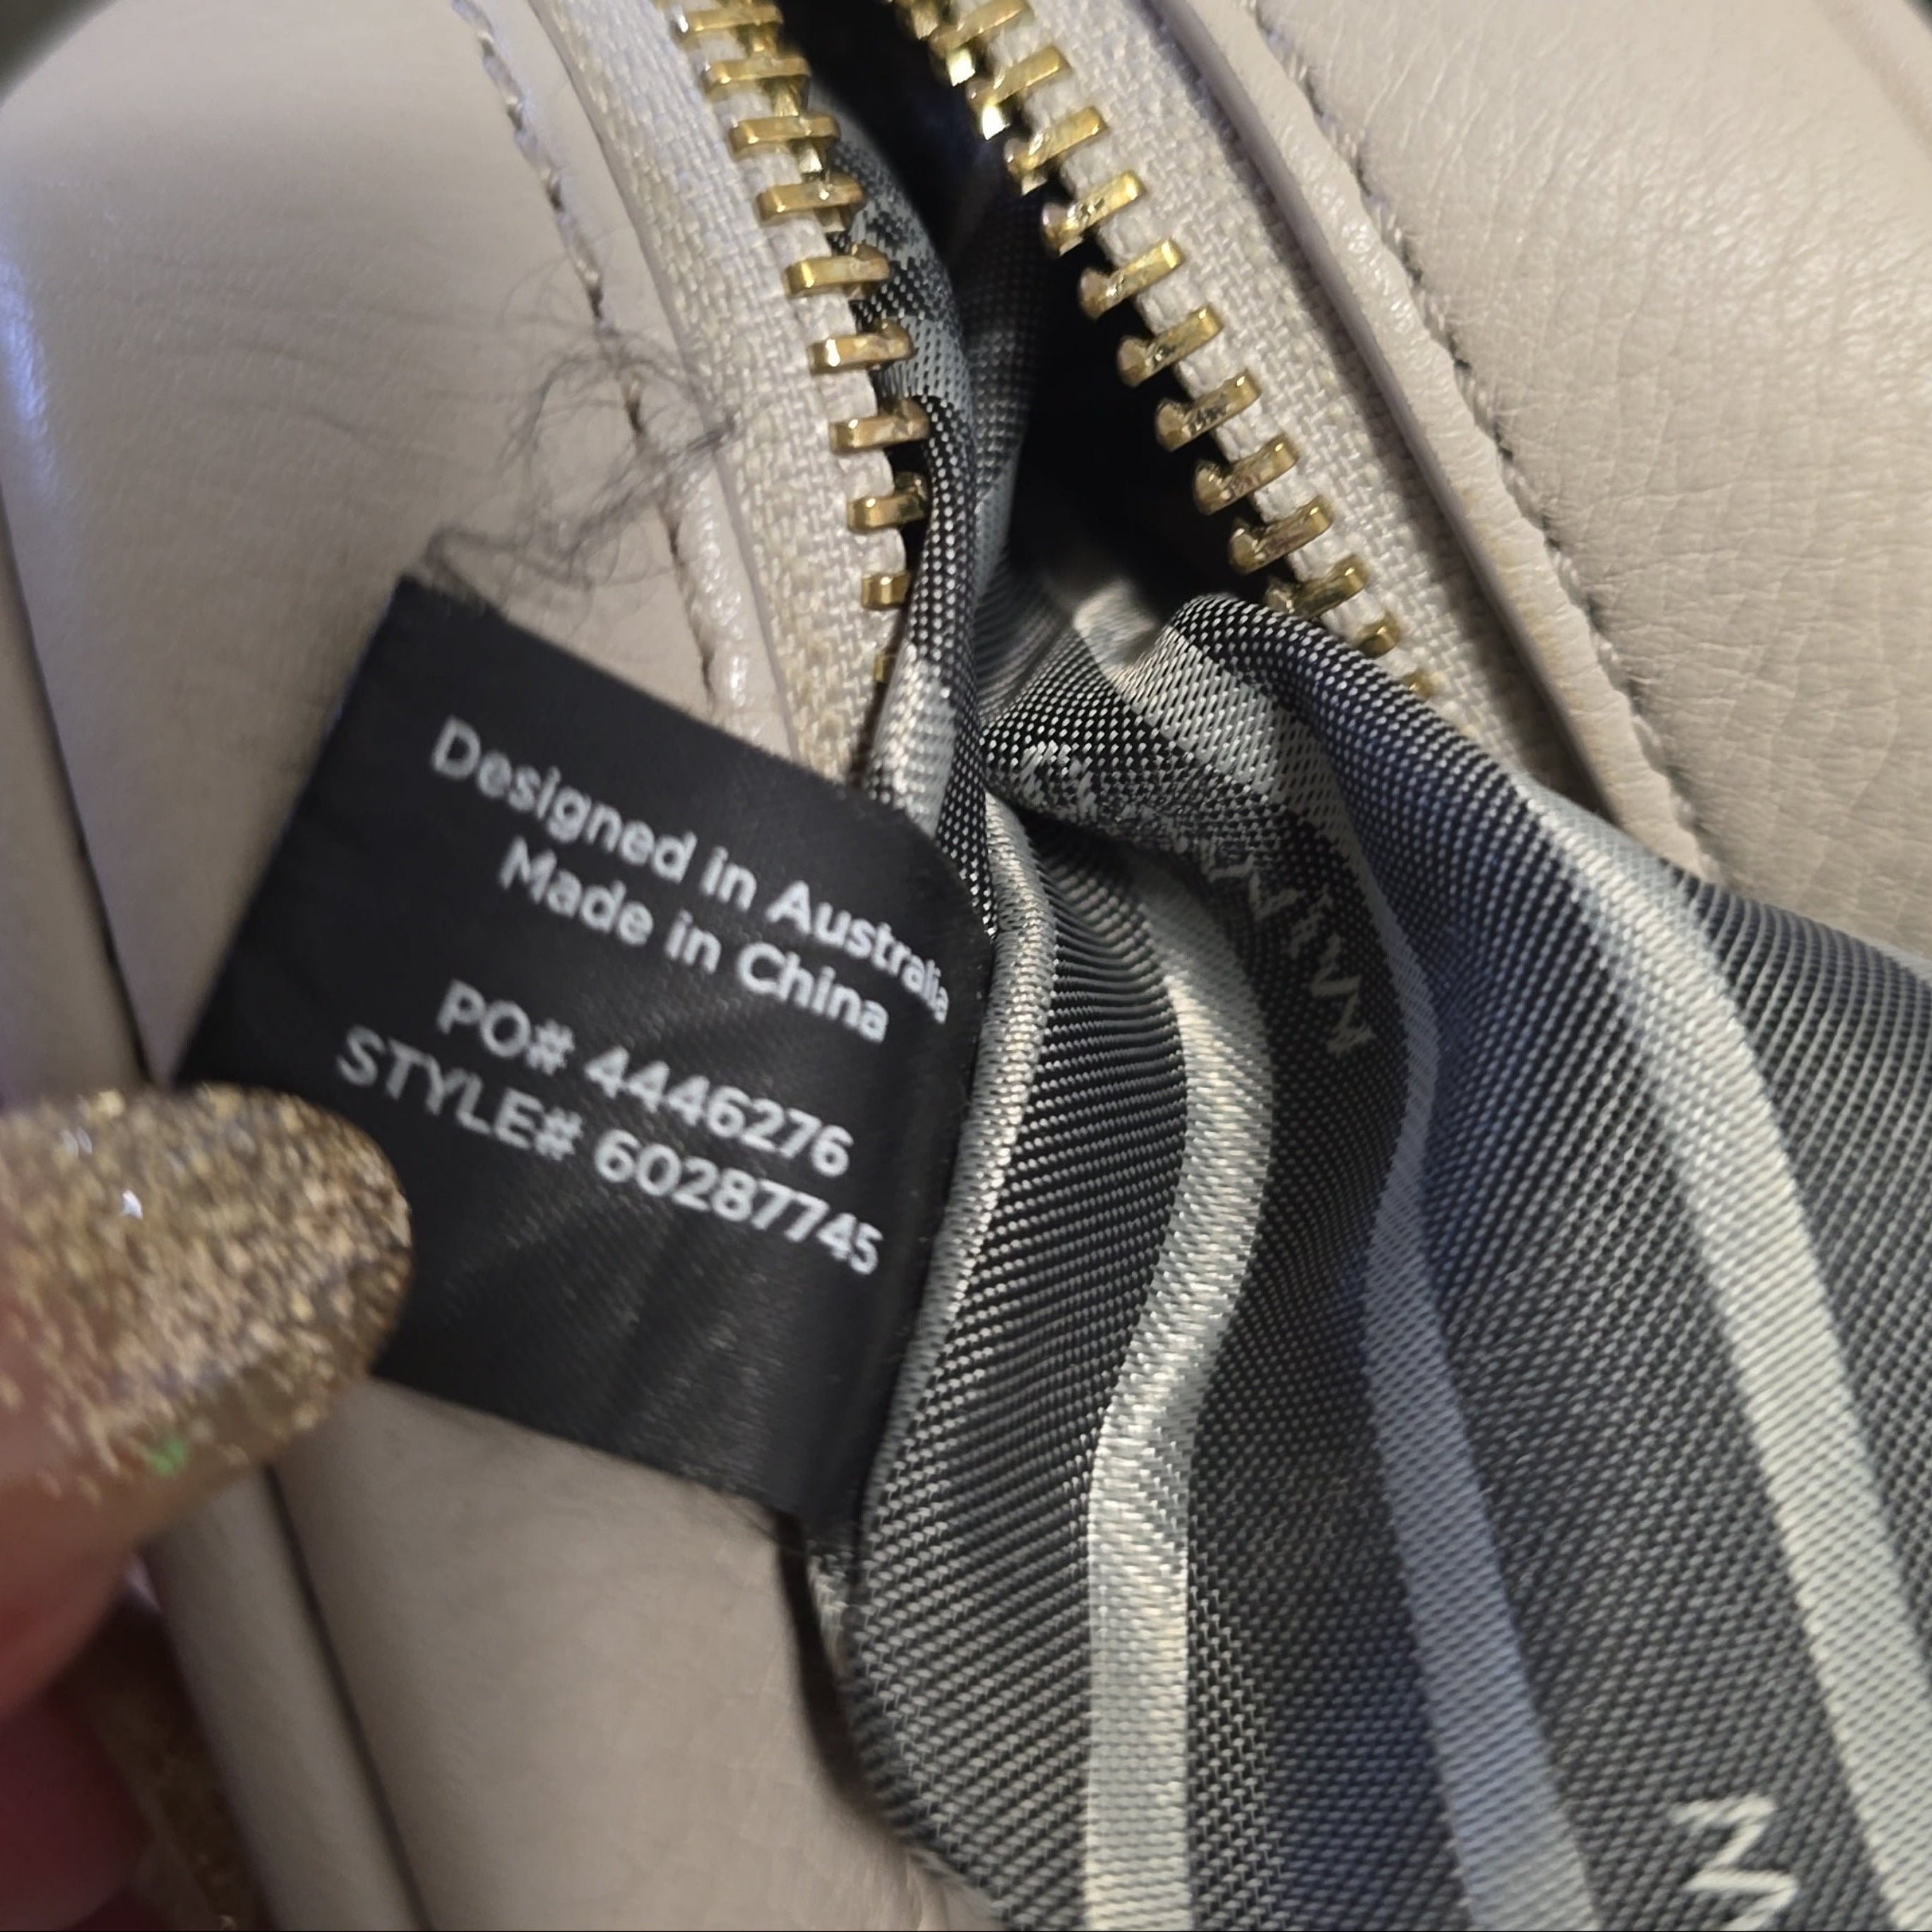 Designed in Australia
Made in China
PO# 4446276
STYLE# 60287745